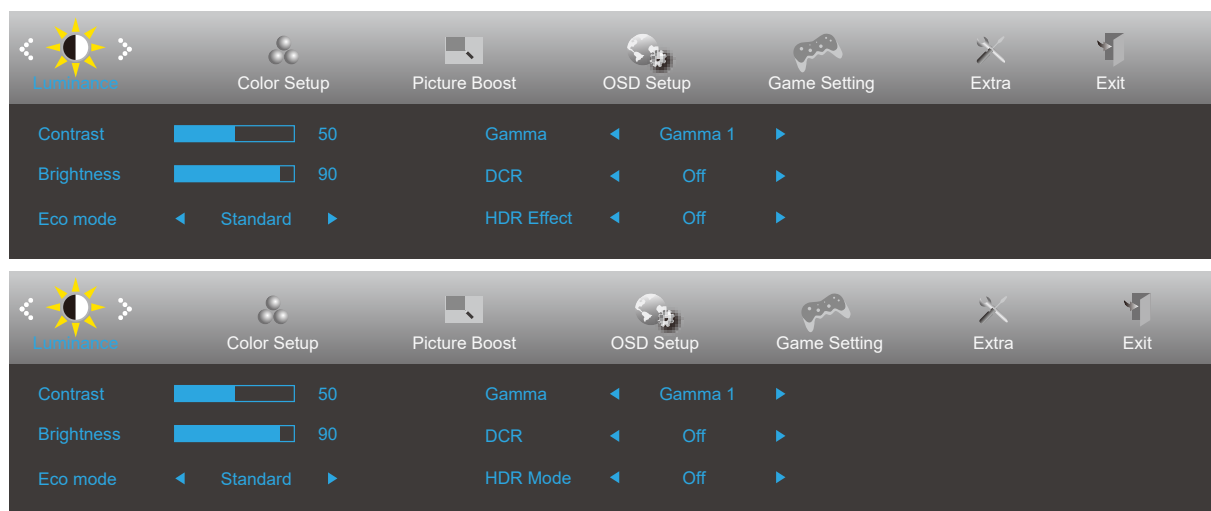 Luminance Color Setup Picture Boost OSD Setup Game Setting Extra Exit
Contrast 50 Gamma Gamma 1
Brightness 90 DCR Off
Eco mode Standard HDR Effect Off
Luminance Color Setup Picture Boost OSD Setup Game Setting Extra Exit
Contrast 50 Gamma Gamma 1
Brightness 90 DCR Off
Eco mode Standard HDR Mode Off